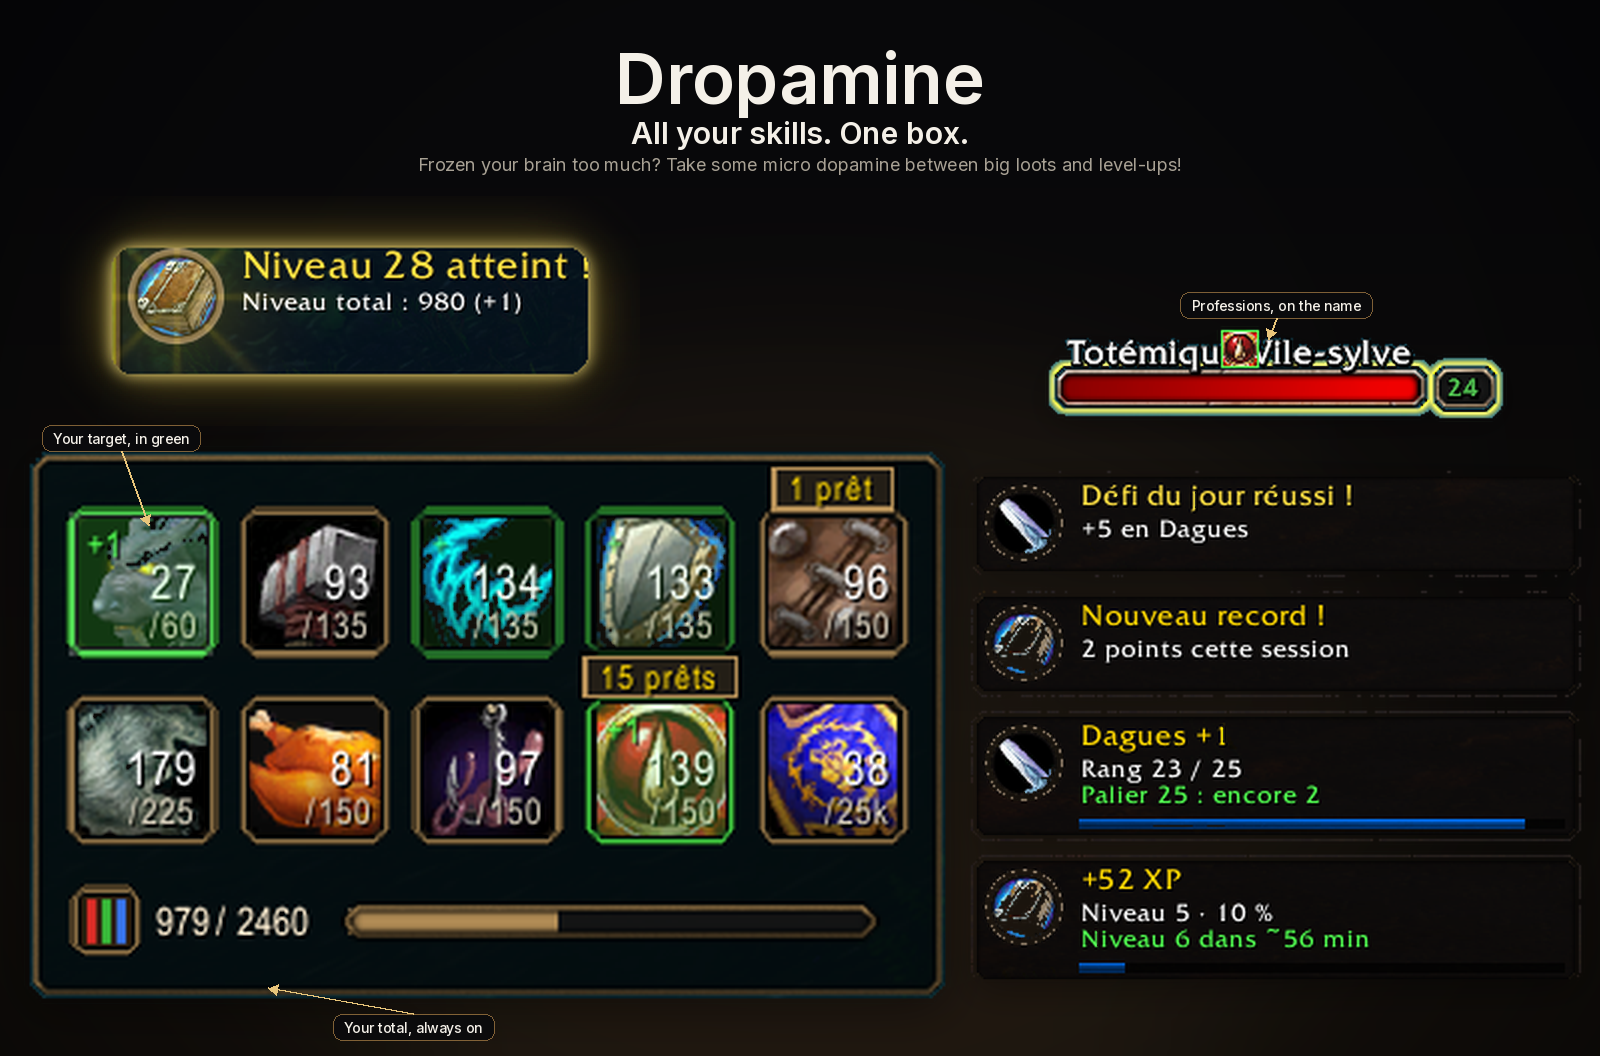 Dropamine
All your skills. One box.
Frozen your brain too much? Take some micro dopamine between big loots and level-ups!
Niveau 28 atteint !
Niveau total : 980 (+1)
Professions, on the name
Totémiqu Vile-sylve
24
Your target, in green
1 prêt
+1
27
/60
93
/135
134
/135
133
/135
96
/150
15 prêts
179
/225
81
/150
97
/150
+1
139
/150
38
/25k
979 / 2460
Your total, always on
Défi du jour réussi !
+5 en Dagues
Nouveau record !
2 points cette session
Dagues +1
Rang 23 / 25
Palier 25 : encore 2
+52 XP
Niveau 5 · 10 %
Niveau 6 dans ~56 min